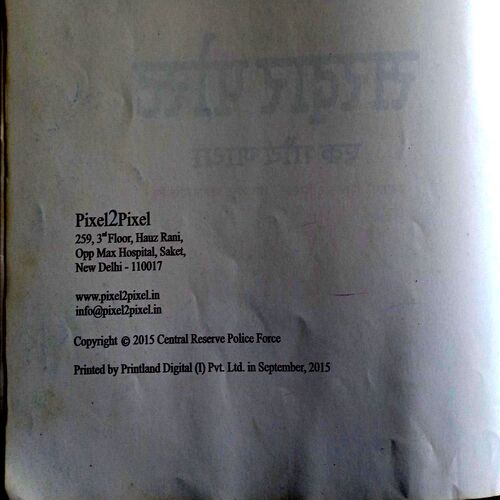 Pixel2Pixel
259, 3rd Floor, Hauz Rani,
Opp Max Hospital, Saket,
New Delhi - 110017
www.pixel2pixel.in
info@pixel2pixel.in
Copyright © 2015 Central Reserve Police Force
Printed by Printland Digital (I) Pvt. Ltd. in September, 2015